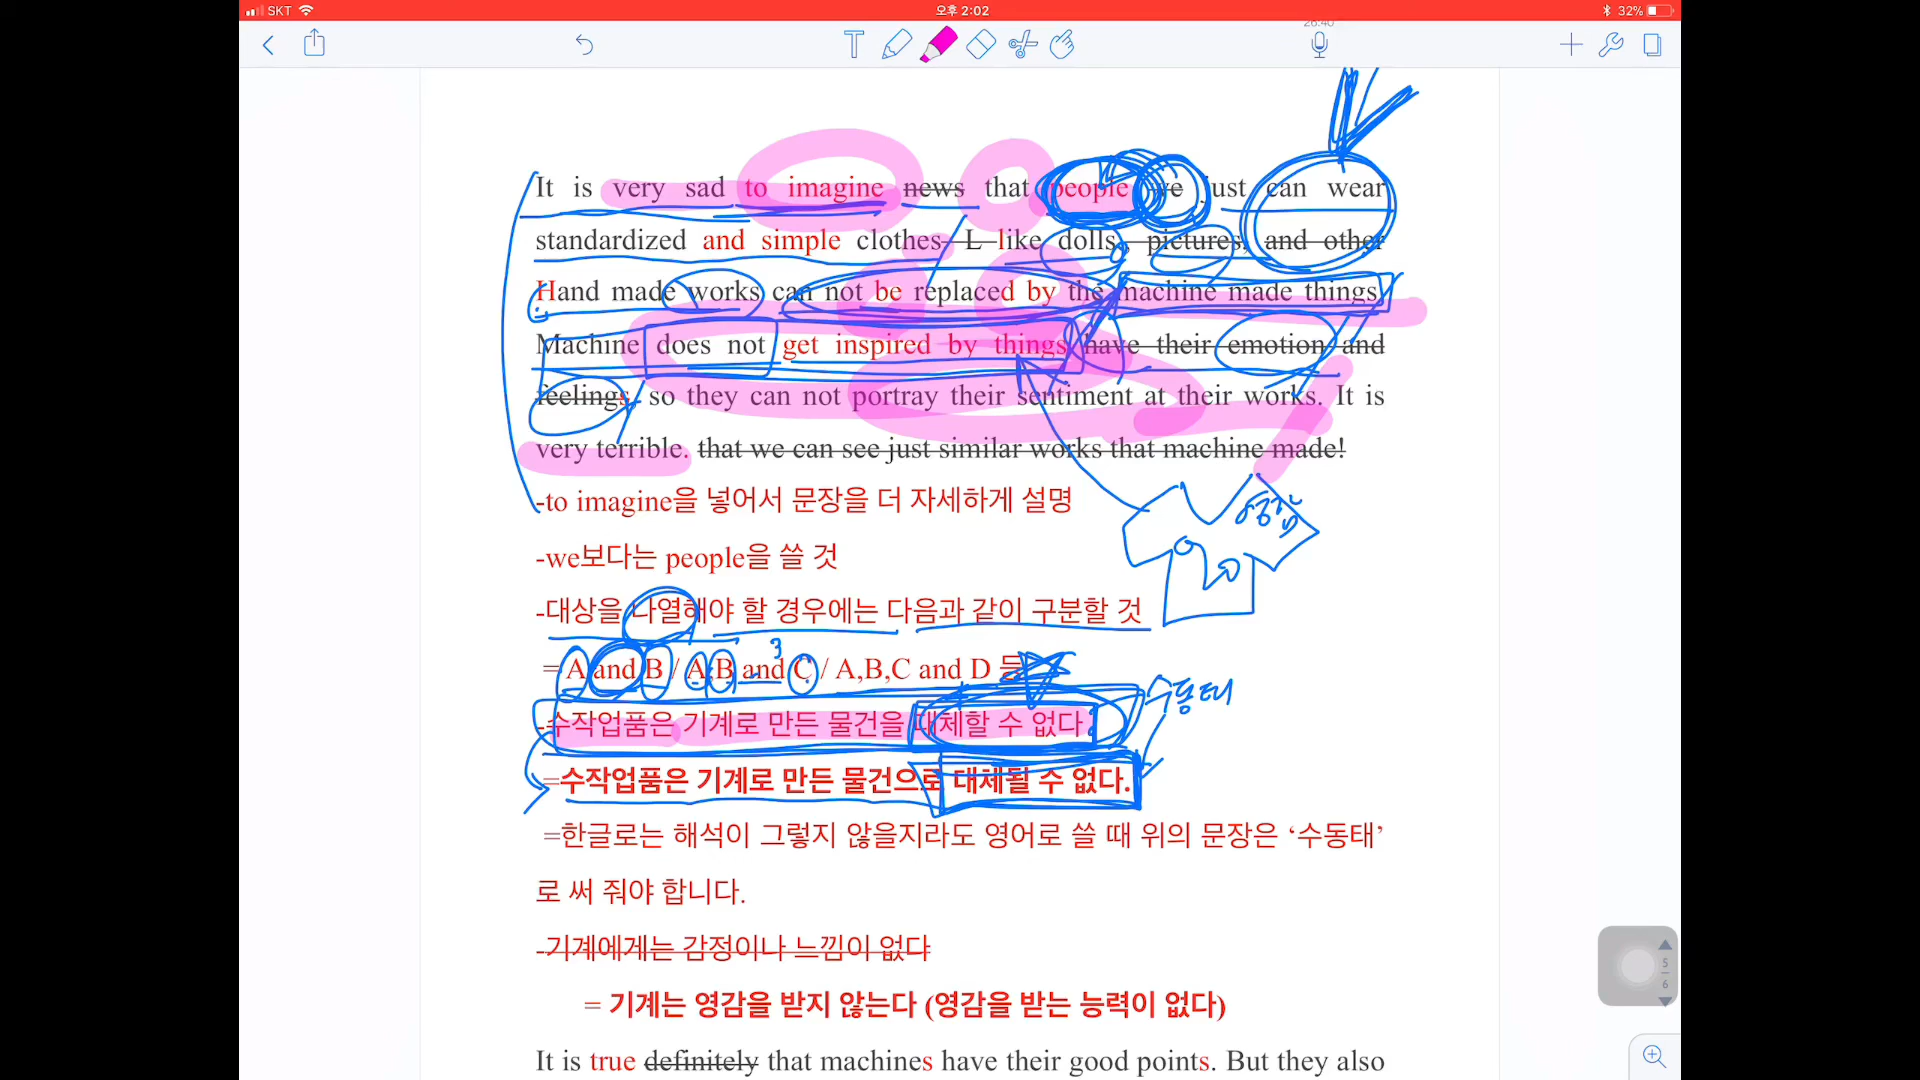 SKT 오후 2:02 32%
26:40
It is very sad to imagine news that people we just can wear
standardized and simple clothes L like dolls, pictures, and other
Hand made works can not be replaced by the machine made things
Machine does not get inspired by things have their emotion and
feelings, so they can not portray their sentiment at their works. It is
very terrible. that we can see just similar works that machine made!
-to imagine을 넣어서 문장을 더 자세하게 설명
영감
-we보다는 people을 쓸 것
-대상을 나열해야 할 경우에는 다음과 같이 구분할 것
3
= A and B / A,B and C / A,B,C and D 등
수동태
-수작업품은 기계로 만든 물건을 대체할 수 없다.
=수작업품은 기계로 만든 물건으로 대체될 수 없다.
=한글로는 해석이 그렇지 않을지라도 영어로 쓸 때 위의 문장은 ‘수동태’
로 써 줘야 합니다.
-기계에게는 감정이나 느낌이 없다
5
6
= 기계는 영감을 받지 않는다 (영감을 받는 능력이 없다)
It is true definitely that machines have their good points. But they also